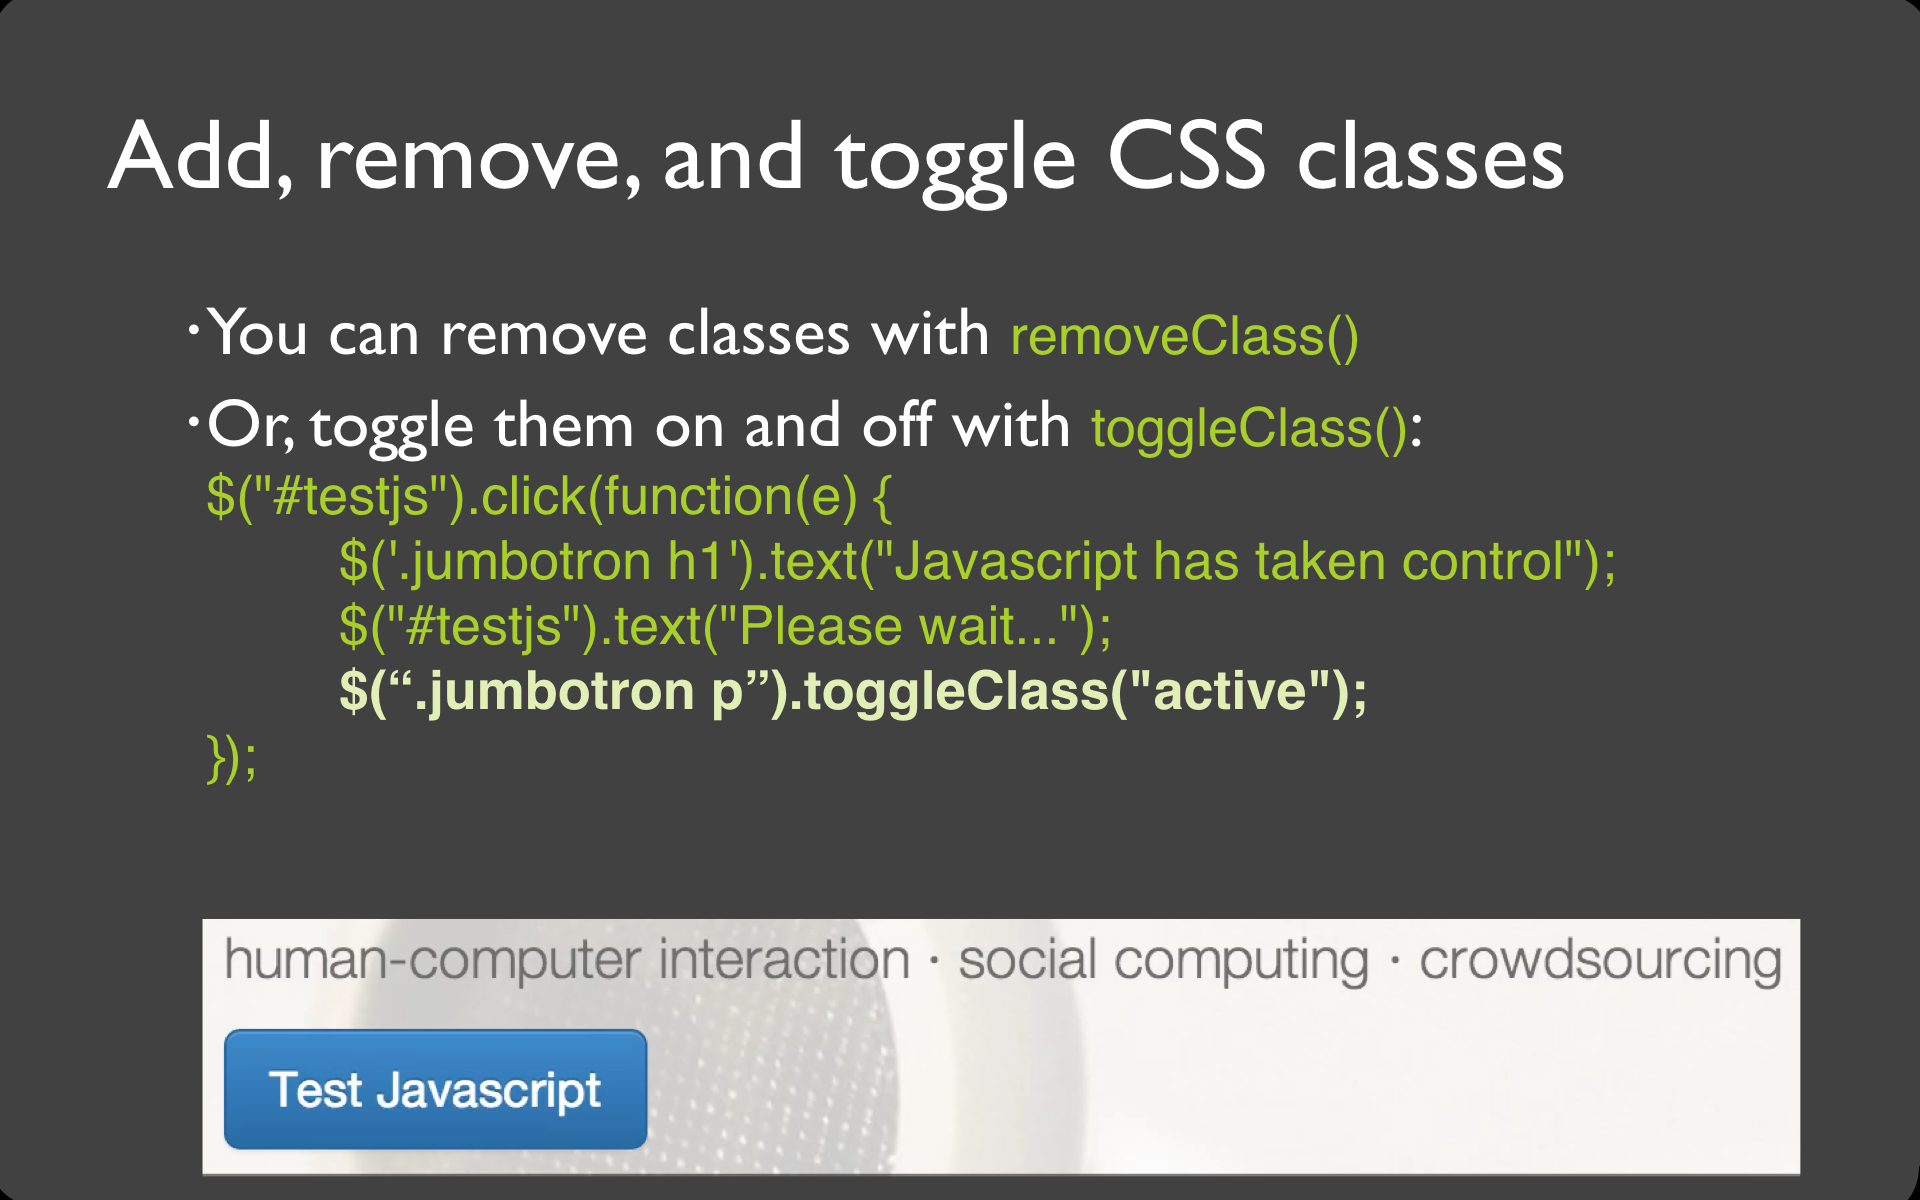 Add, remove, and toggle CSS classes
·You can remove classes with removeClass()
·Or, toggle them on and off with toggleClass():
$("#testjs").click(function(e) {
$('.jumbotron h1').text("Javascript has taken control");
$("#testjs").text("Please wait...");
$(“.jumbotron p”).toggleClass("active");
});
human-computer interaction · social computing · crowdsourcing
Test Javascript